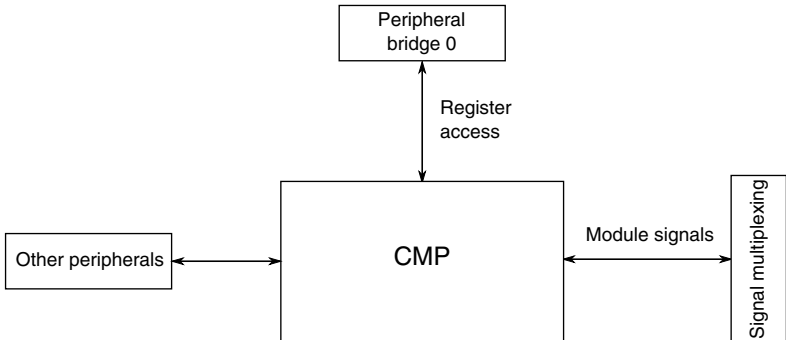 Peripheral
bridge 0
Register
access
CMP
Other peripherals
Module signals
Signal multiplexing